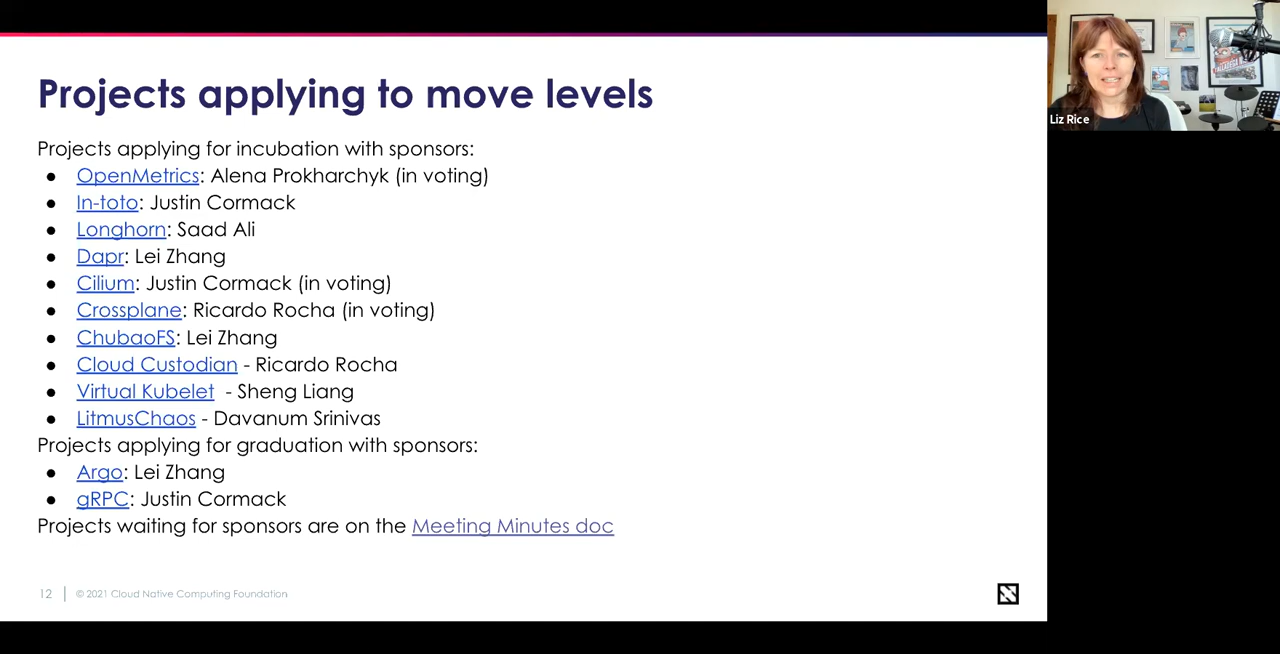 Projects applying to move levels
Projects applying for incubation with sponsors:
● OpenMetrics: Alena Prokharchyk (in voting)
● In-toto: Justin Cormack
● Longhorn: Saad Ali
● Dapr: Lei Zhang
● Cilium: Justin Cormack (in voting)
● Crossplane: Ricardo Rocha (in voting)
● ChubaoFS: Lei Zhang
● Cloud Custodian - Ricardo Rocha
● Virtual Kubelet - Sheng Liang
● LitmusChaos - Davanum Srinivas
Projects applying for graduation with sponsors:
● Argo: Lei Zhang
● gRPC: Justin Cormack
Projects waiting for sponsors are on the Meeting Minutes doc
12 | © 2021 Cloud Native Computing Foundation
Liz Rice